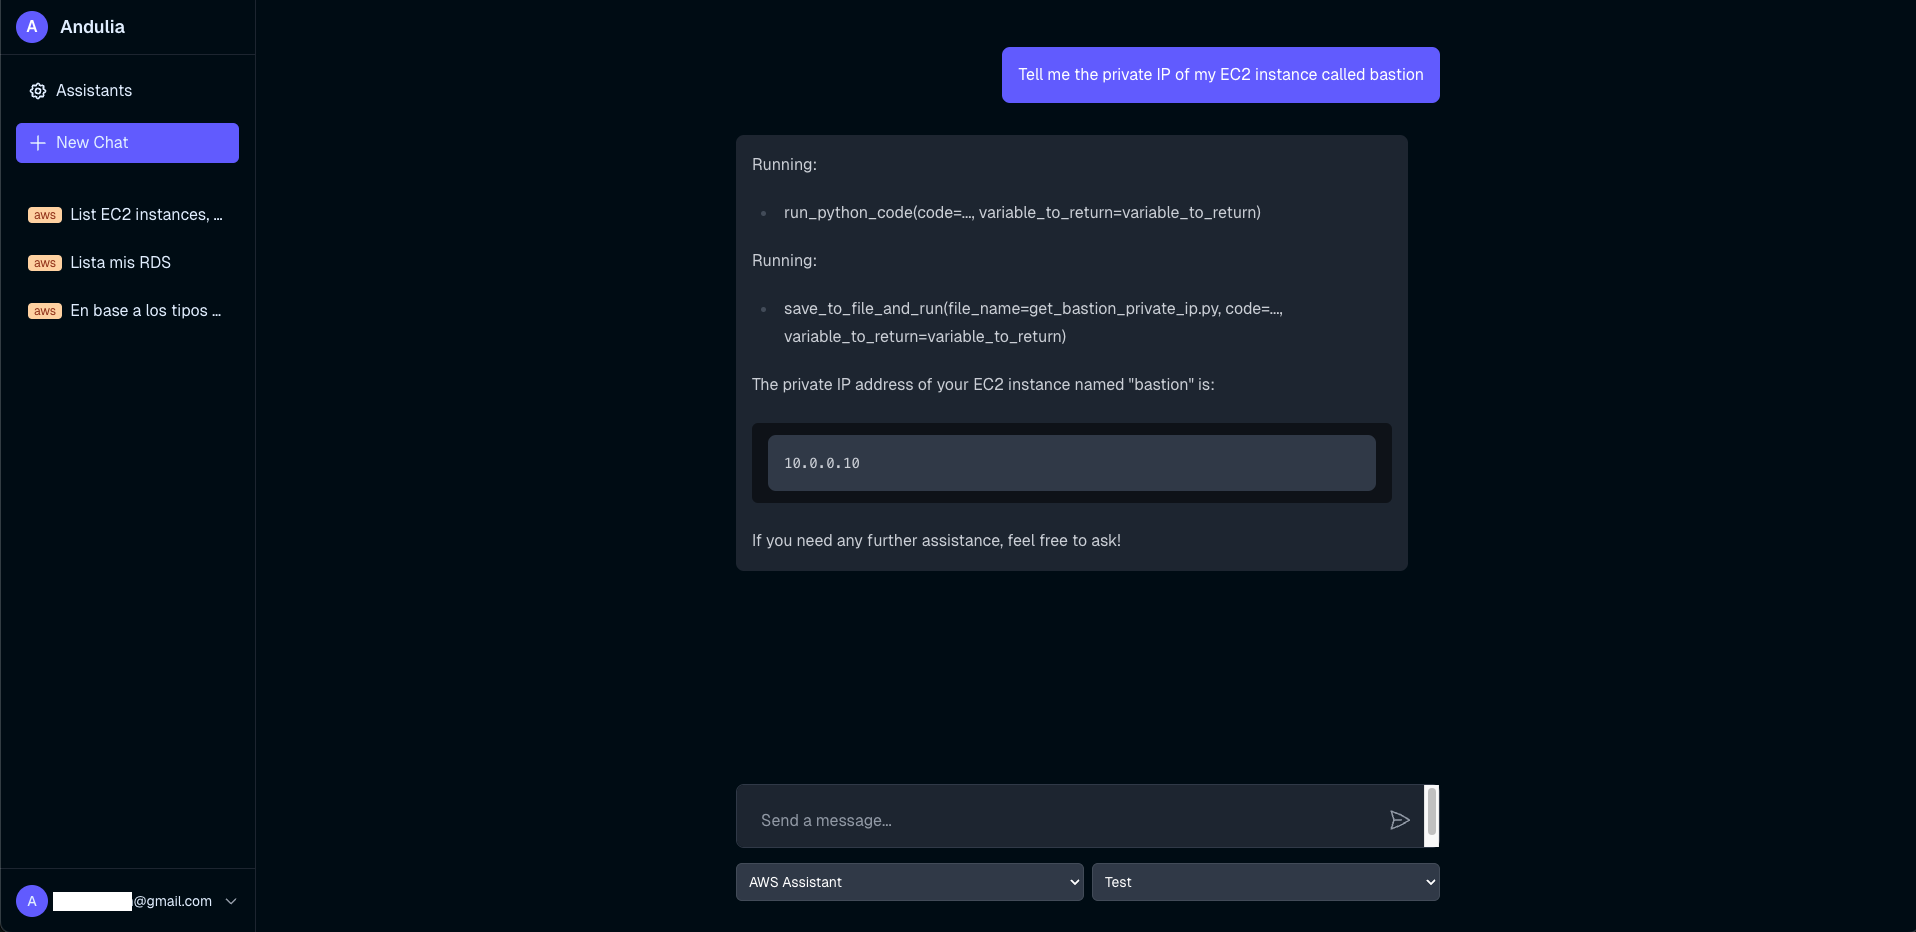 A Andulia
Assistants
New Chat
aws List EC2 instances, ...
aws Lista mis RDS
aws En base a los tipos ...
A @gmail.com
Tell me the private IP of my EC2 instance called bastion
Running:
• run_python_code(code=..., variable_to_return=variable_to_return)
Running:
• save_to_file_and_run(file_name=get_bastion_private_ip.py, code=...,
variable_to_return=variable_to_return)
The private IP address of your EC2 instance named "bastion" is:
10.0.0.10
If you need any further assistance, feel free to ask!
Send a message...
AWS Assistant
Test